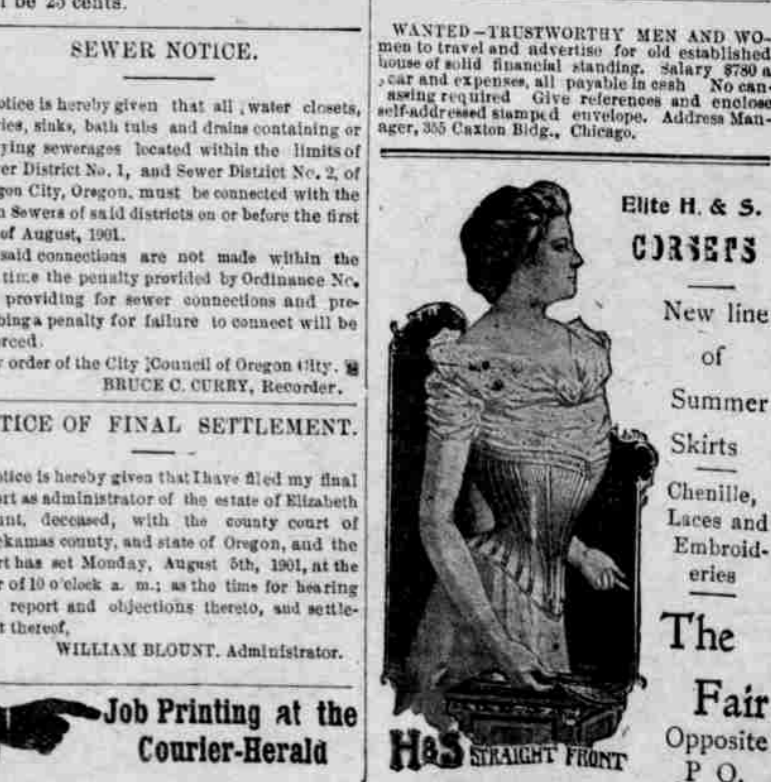 be 25 cents.
SEWER NOTICE.
otice is hereby given that all water closets,
ries, sinks, bath tubs and drains containing or
ying sewerages located within the limits of
er District No. 1, and Sewer District No. 2, of
gon City, Oregon, must be connected with the
n Sewers of said districts on or before the first
of August, 1901.
said connections are not made within the
time the penalty provided by Ordinance No.
providing for sewer connections and pre-
bing a penalty for failure to connect will be
rced.
r order of the City Council of Oregon City.
BRUCE C. CURRY, Recorder.
TICE OF FINAL SETTLEMENT.
otice is hereby given that I have filed my final
ort as administrator of the estate of Elizabeth
unt, deceased, with the county court of
ckamas county, and state of Oregon, and the
rt has set Monday, August 5th, 1901, at the
r of 10 o'clock a. m.; as the time for hearing
report and objections thereto, and settle-
t thereof,
WILLIAM BLOUNT. Administrator.
Job Printing at the
Courier-Herald
WANTED—TRUSTWORTHY MEN AND WO-
men to travel and advertise for old established
house of solid financial standing. Salary $780 a
year and expenses, all payable in cash No can-
assing required Give references and enclose
self-addressed stamped envelope. Address Man-
ager, 355 Caxton Bldg., Chicago.
Elite H. & S.
CORSETS
New line
of
Summer
Skirts
Chenille,
Laces and
Embroid-
eries
The
Fair
Opposite
P. O.
H&S STRAIGHT FRONT